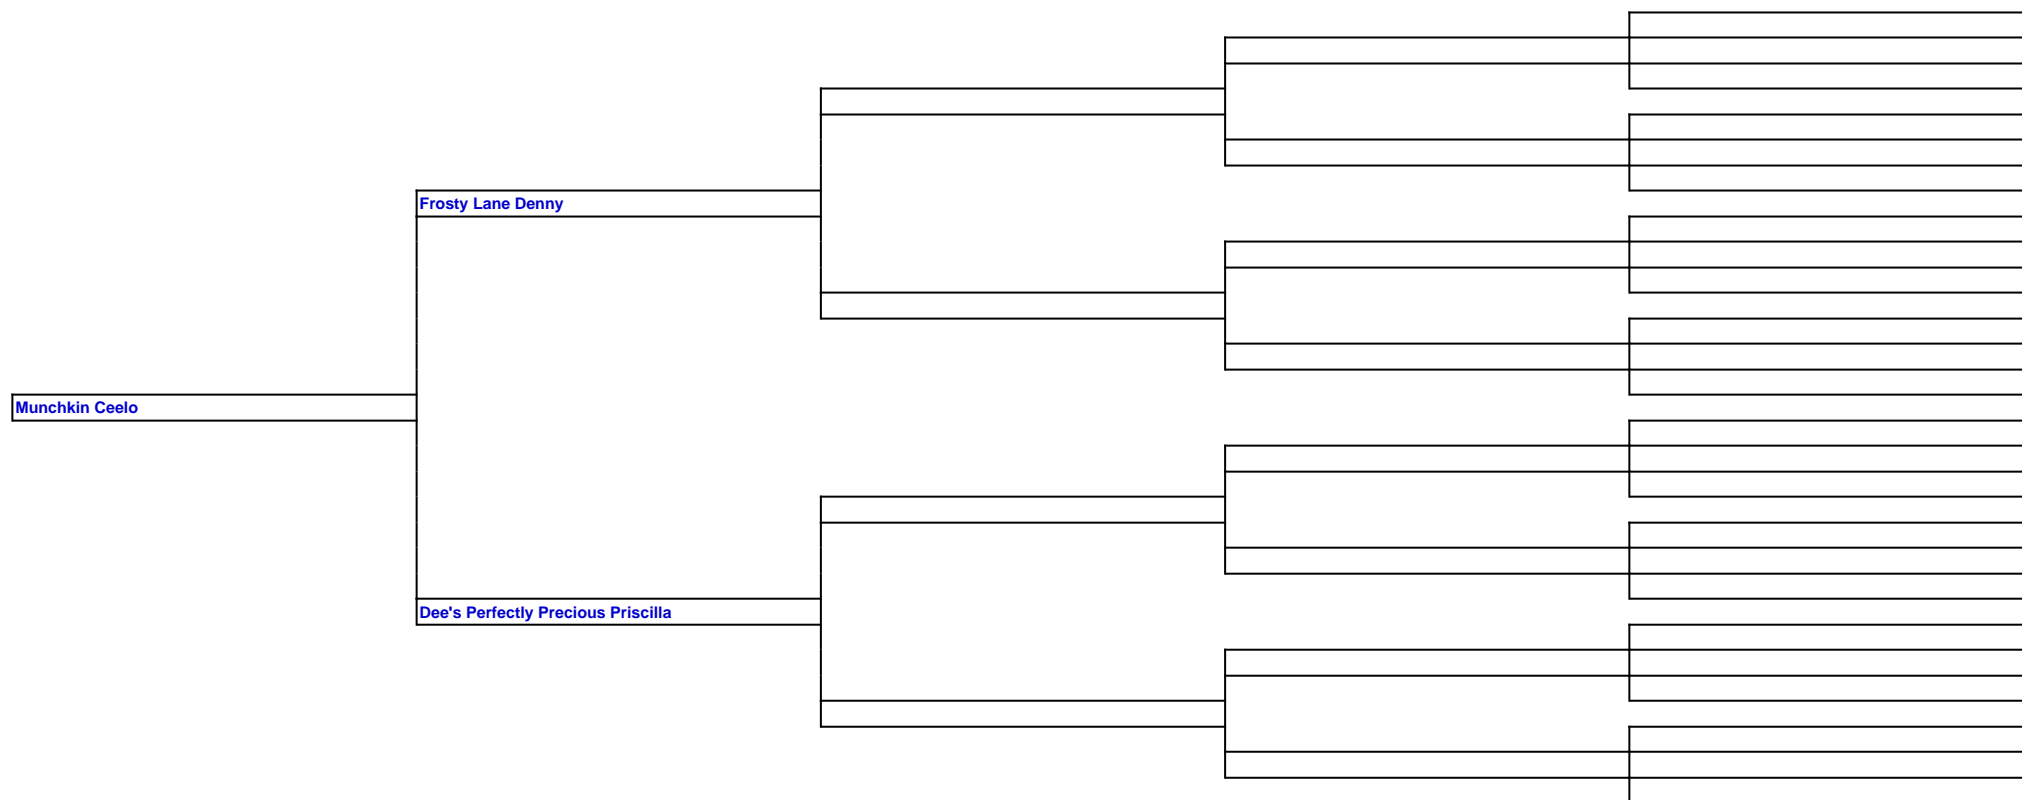 Frosty Lane Denny
Munchkin Ceelo
Dee's Perfectly Precious Priscilla